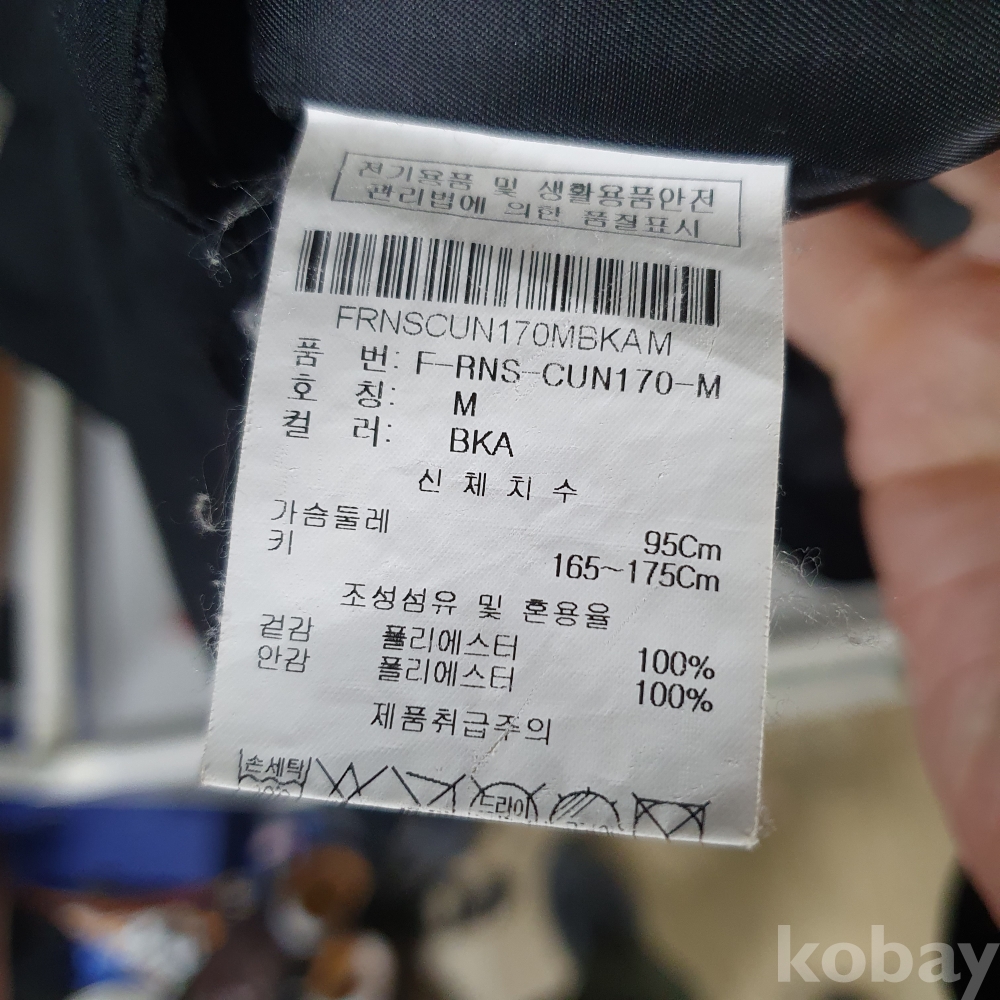 전기용품 및 생활용품안전
관리법에 의한 품질표시
FRNSCUN170MBKAM
품 번: F-RNS-CUN170-M
호 칭: M
컬 러: BKA
신 체 치 수
가슴둘레 95Cm
키 165~175Cm
조성섬유 및 혼용율
겉감 폴리에스터 100%
안감 폴리에스터 100%
제품취급주의
손세탁 드라이
kobay